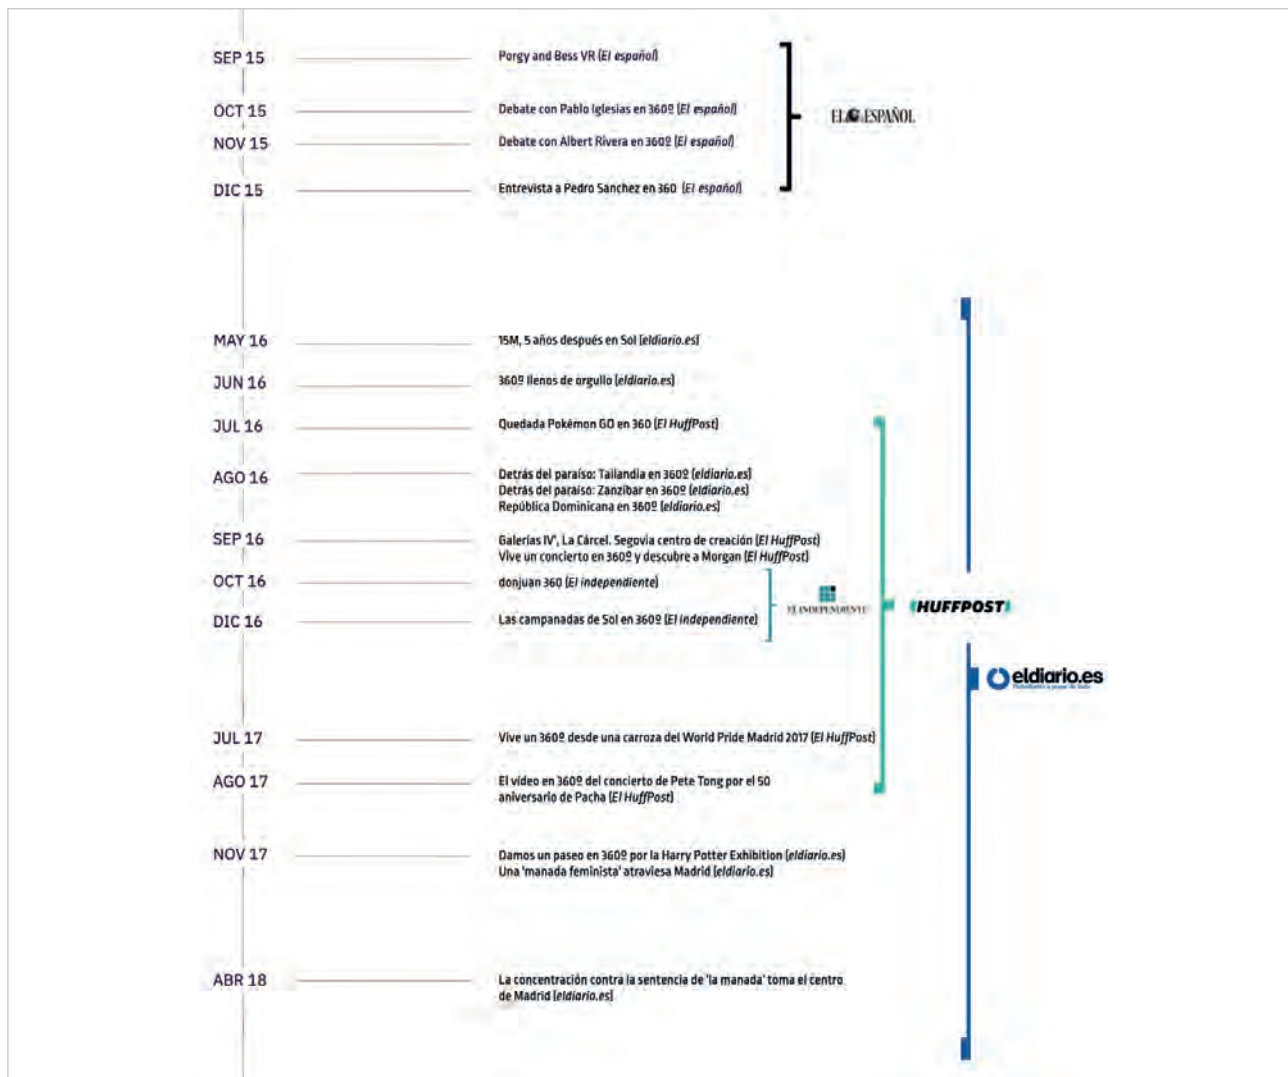 SEP 15
Porgy and Bess VR (El español)
OCT 15
Debate con Pablo Iglesias en 360º (El español)
NOV 15
Debate con Albert Rivera en 360º (El español)
DIC 15
Entrevista a Pedro Sanchez en 360 (El español)
EL ESPAÑOL
MAY 16
15M, 5 años después en Sol (eldiario.es)
JUN 16
360º llenos de orgullo (eldiario.es)
JUL 16
Quedada Pokémon GO en 360 (El HuffPost)
AGO 16
Detrás del paraíso: Tailandia en 360º (eldiario.es)
Detrás del paraíso: Zanzíbar en 360º (eldiario.es)
República Dominicana en 360º (eldiario.es)
SEP 16
Galerías IV', La Cárcel. Segovia centro de creación (El HuffPost)
Vive un concierto en 360º y descubre a Morgan (El HuffPost)
OCT 16
donjuan 360 (El independiente)
DIC 16
Las campanadas de Sol en 360º (El independiente)
EL INDEPENDIENTE
HUFFPOST
eldiario.es
JUL 17
Vive un 360º desde una carroza del World Pride Madrid 2017 (El HuffPost)
AGO 17
El vídeo en 360º del concierto de Pete Tong por el 50
aniversario de Pacha (El HuffPost)
NOV 17
Damos un paseo en 360º por la Harry Potter Exhibition (eldiario.es)
Una 'manada feminista' atraviesa Madrid (eldiario.es)
ABR 18
La concentración contra la sentencia de 'la manada' toma el centro
de Madrid (eldiario.es)